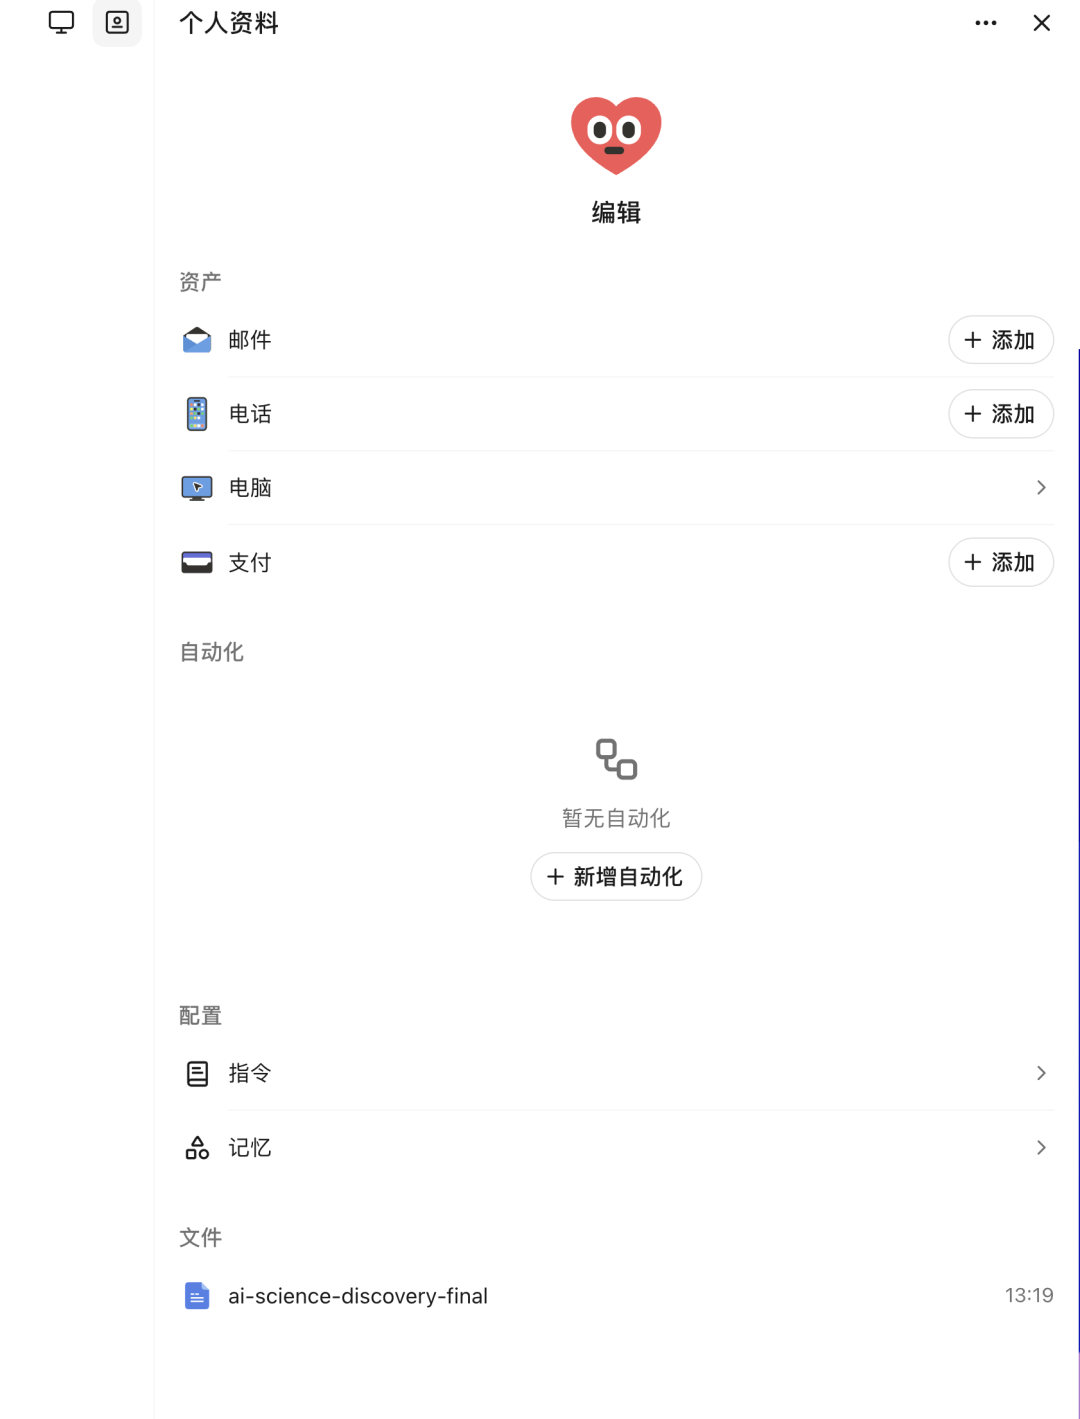 个人资料
编辑
资产
邮件
添加
电话
添加
电脑
支付
添加
自动化
暂无自动化
新增自动化
配置
指令
记忆
文件
ai-science-discovery-final
13:19